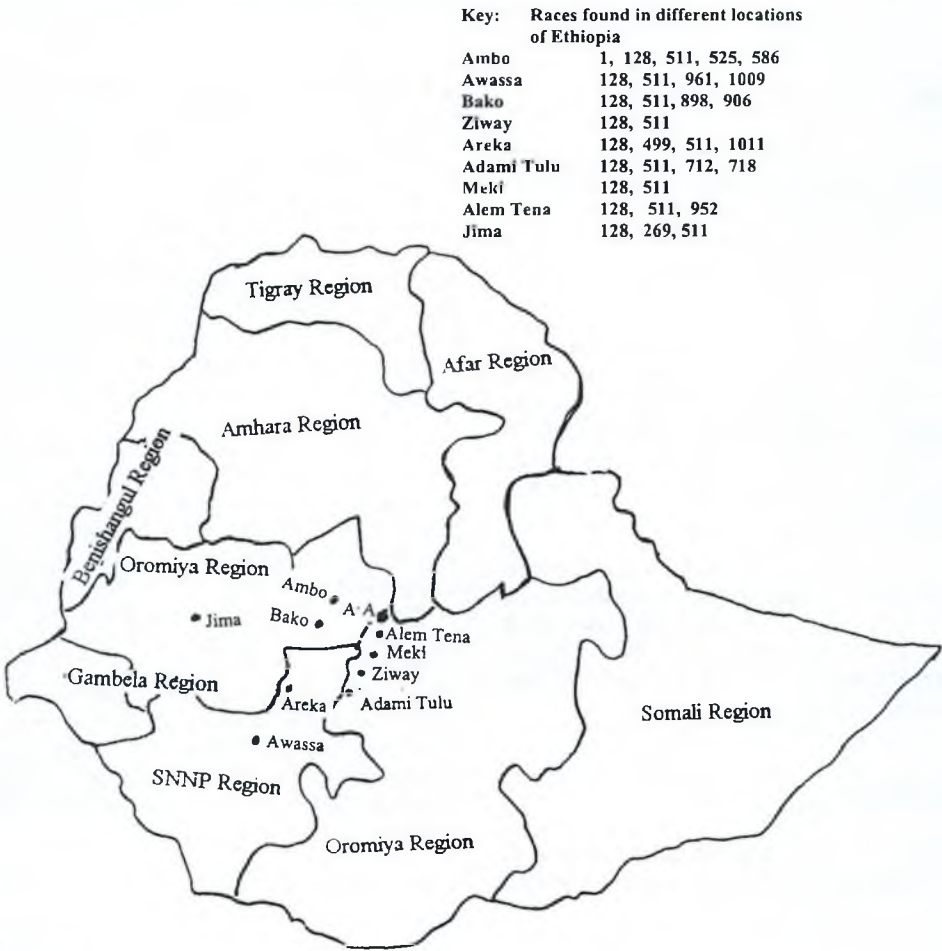 Key: Races found in different locations
of Ethiopia
Ambo 1, 128, 511, 525, 586
Awassa 128, 511, 961, 1009
Bako 128, 511, 898, 906
Ziway 128, 511
Areka 128, 499, 511, 1011
Adami Tulu 128, 511, 712, 718
Meki 128, 511
Alem Tena 128, 511, 952
Jima 128, 269, 511
Tigray Region
Afar Region
Amhara Region
Benishangul Region
Oromiya Region
Ambo
A A
Jima
Bako
Alem Tena
Meki
Gambela Region
Ziway
Areka
Adami Tulu
Somali Region
Awassa
SNNP Region
Oromiya Region